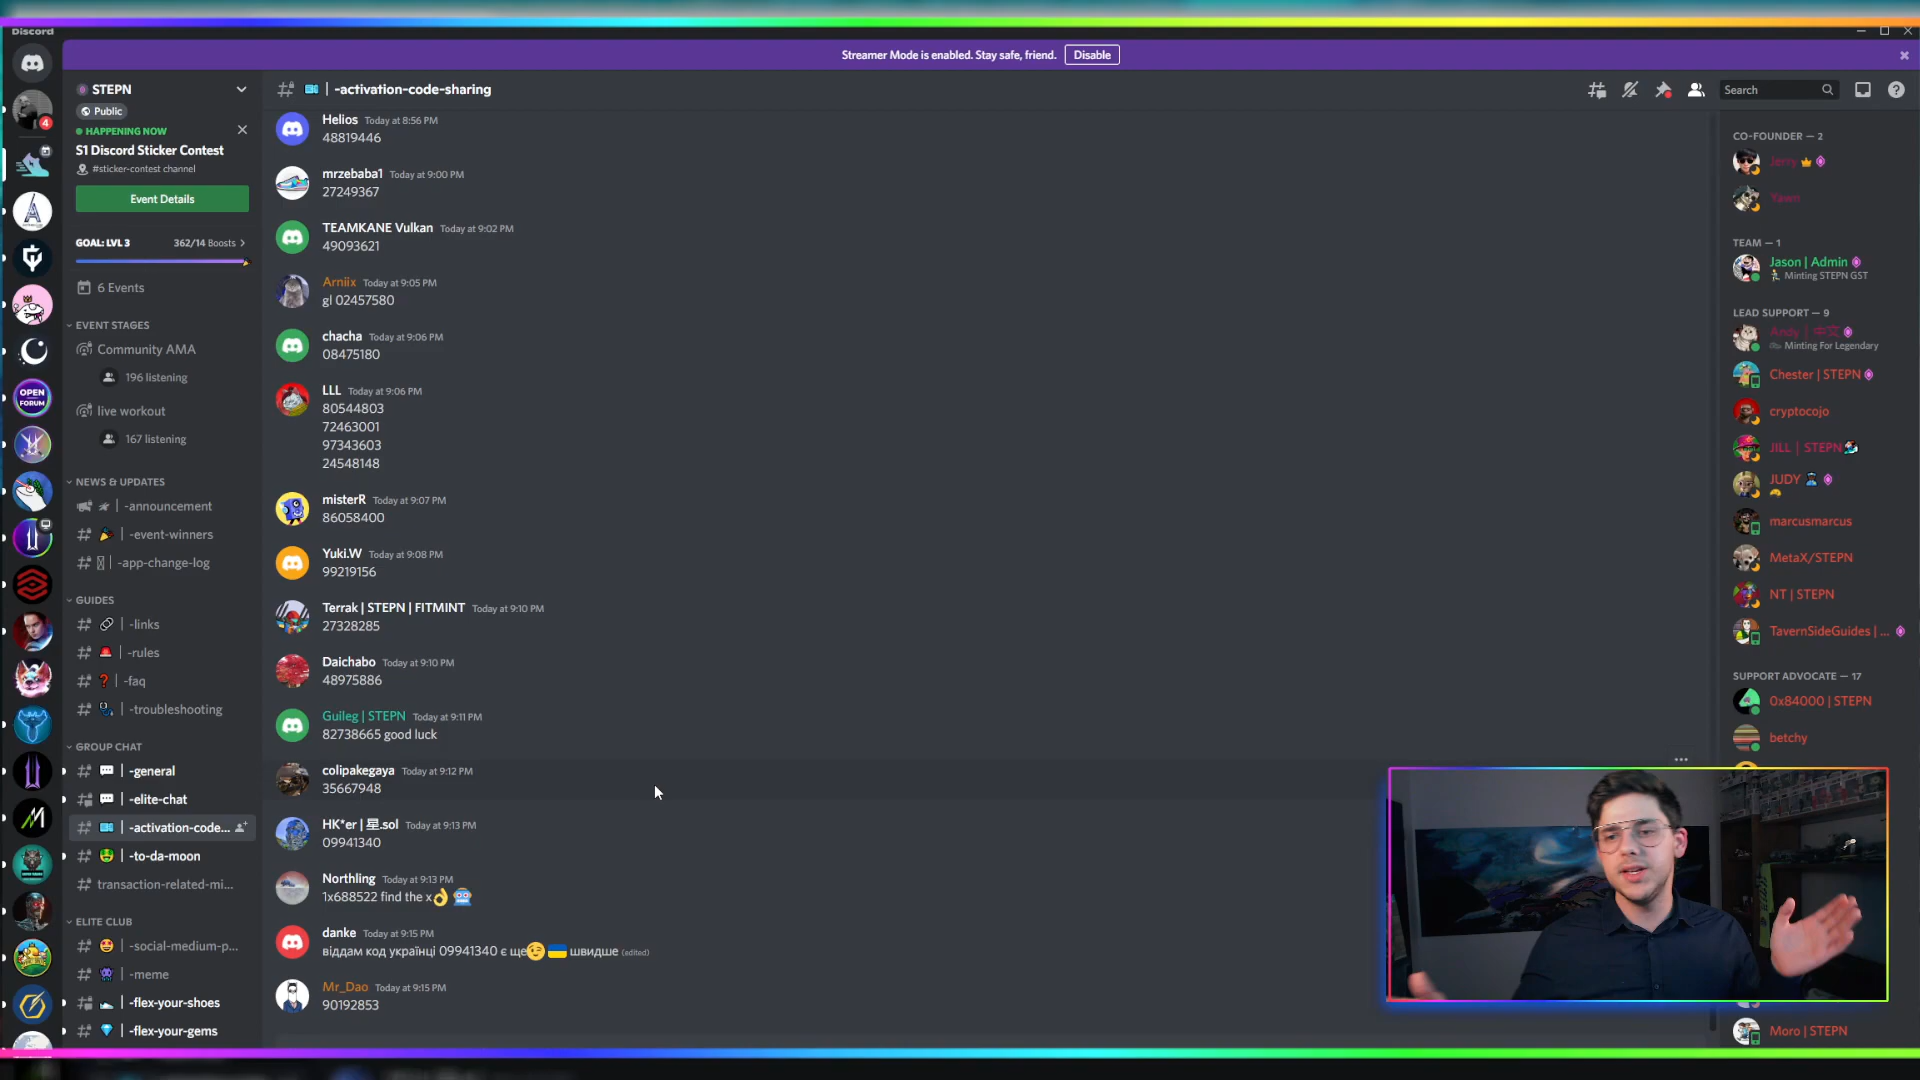 Discord
Streamer Mode is enabled. Stay safe, friend. Disable
STEPN
Public
HAPPENING NOW
S1 Discord Sticker Contest
#sticker-contest channel
Event Details
GOAL: LVL 3 362/14 Boosts
6 Events
EVENT STAGES
Community AMA
196 listening
live workout
167 listening
NEWS & UPDATES
| -announcement
| -event-winners
| -app-change-log
GUIDES
| -links
| -rules
| -faq
| -troubleshooting
GROUP CHAT
| -general
| -elite-chat
| -activation-code...
| -to-da-moon
transaction-related-mi...
ELITE CLUB
| -social-medium-p...
| -meme
| -flex-your-shoes
| -flex-your-gems
4
OPEN
FORUM
| -activation-code-sharing
Search
Helios Today at 8:56 PM
48819446
mrzebaba1 Today at 9:00 PM
27249367
TEAMKANE Vulkan Today at 9:02 PM
49093621
Arniix Today at 9:05 PM
gl 02457580
chacha Today at 9:06 PM
08475180
LLL Today at 9:06 PM
80544803
72463001
97343603
24548148
misterR Today at 9:07 PM
86058400
Yuki.W Today at 9:08 PM
99219156
Terrak | STEPN | FITMINT Today at 9:10 PM
27328285
Daichabo Today at 9:10 PM
48975886
Guileg | STEPN Today at 9:11 PM
82738665 good luck
colipakegaya Today at 9:12 PM
35667948
HK*er | 星.sol Today at 9:13 PM
09941340
Northling Today at 9:13 PM
1x688522 find the x👌🤖
danke Today at 9:15 PM
віддам код українці 09941340 є ще😉🇺🇦 швидше (edited)
Mr_Dao Today at 9:15 PM
90192853
CO-FOUNDER — 2
Jerry
Yawn
TEAM — 1
Jason | Admin
Minting STEPN GST
LEAD SUPPORT — 9
Andy | 中文
Minting For Legendary
Chester | STEPN
cryptocojo
JILL | STEPN
JUDY
marcusmarcus
MetaX/STEPN
NT | STEPN
TavernSideGuides | ...
SUPPORT ADVOCATE — 17
0x84000 | STEPN
betchy
Moro | STEPN